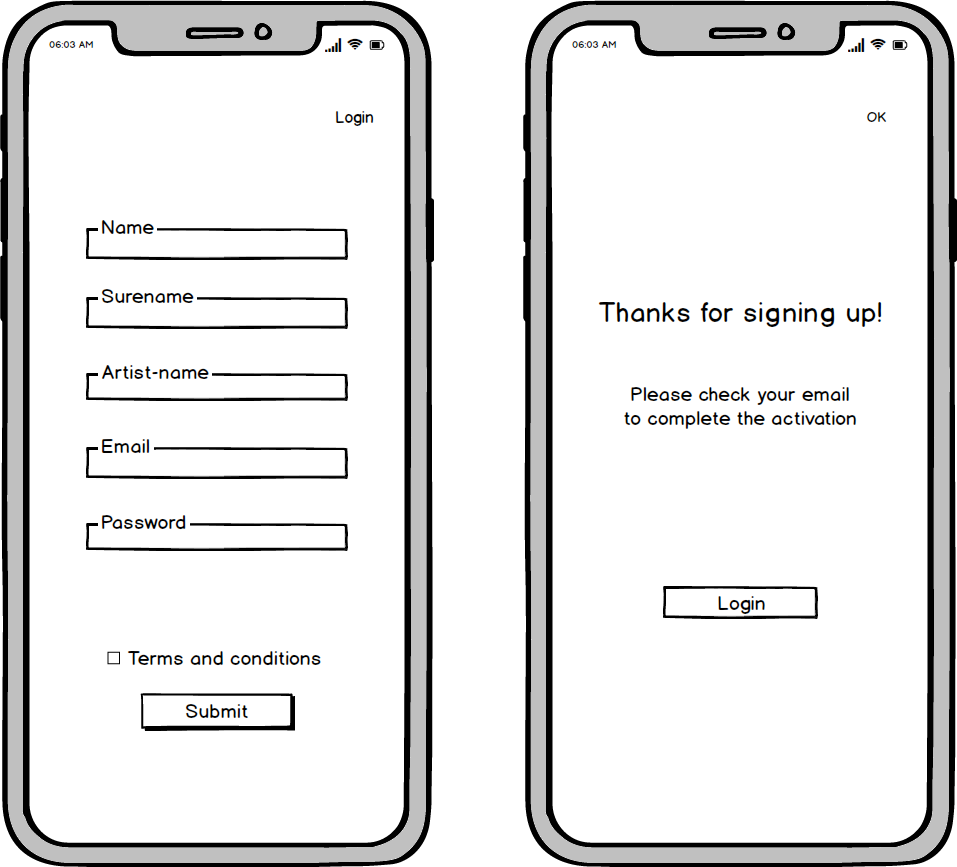 06:03 AM
Login
Name
Surename
Artist-name
Email
Password
Terms and conditions
Submit
06:03 AM
OK
Thanks for signing up!
Please check your email
to complete the activation
Login